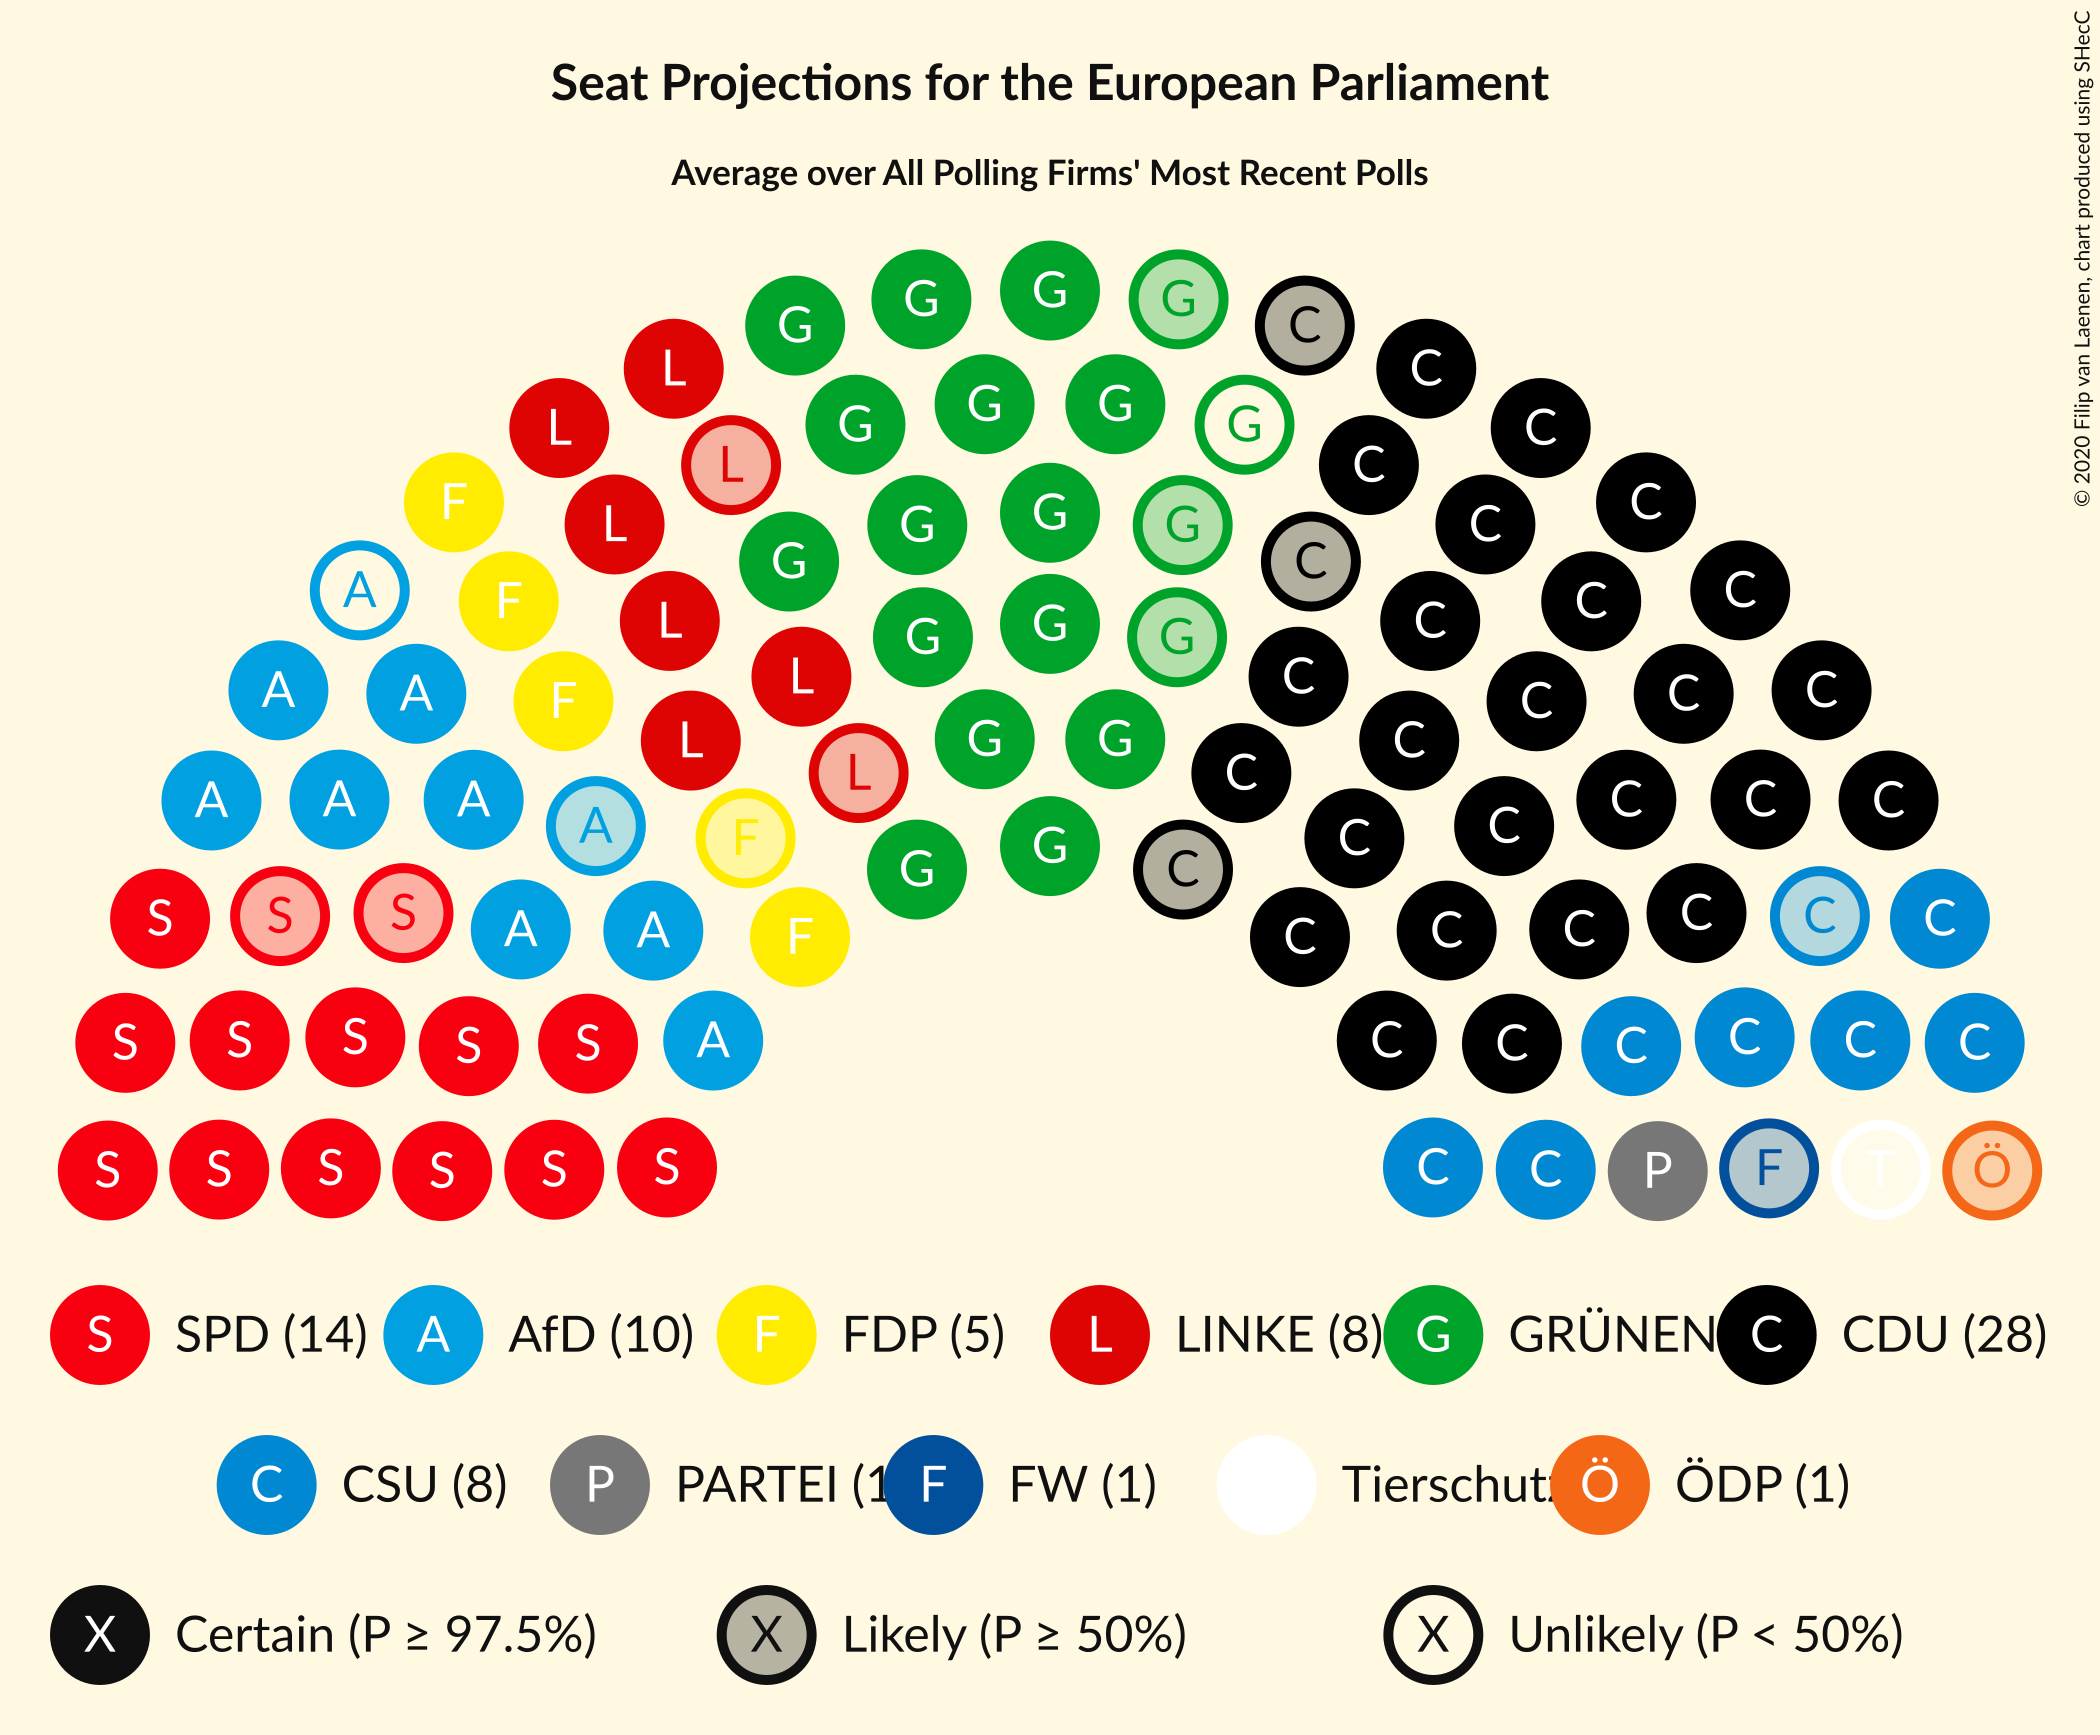 Seat Projections for the European Parliament
Average over All Polling Firms' Most Recent Polls
© 2020 Filip van Laenen, chart produced using SHecC
G G G G C
L G G G G C
L L G G G C C C
F L G G C C C
A F L G G G C C C
A A F L L G G C C C C C
A A A A F L L G G C C C C C C C
S S S A A F G G C C C C C C C
S S S S S A C C C C C C
S S S S S S C C P F T Ö
S SPD (14) A AfD (10) F FDP (5) L LINKE (8) G GRÜNEN C CDU (28)
C CSU (8) P PARTEI (1 F FW (1) Tierschutz Ö ÖDP (1)
X Certain (P ≥ 97.5%) X Likely (P ≥ 50%) X Unlikely (P < 50%)